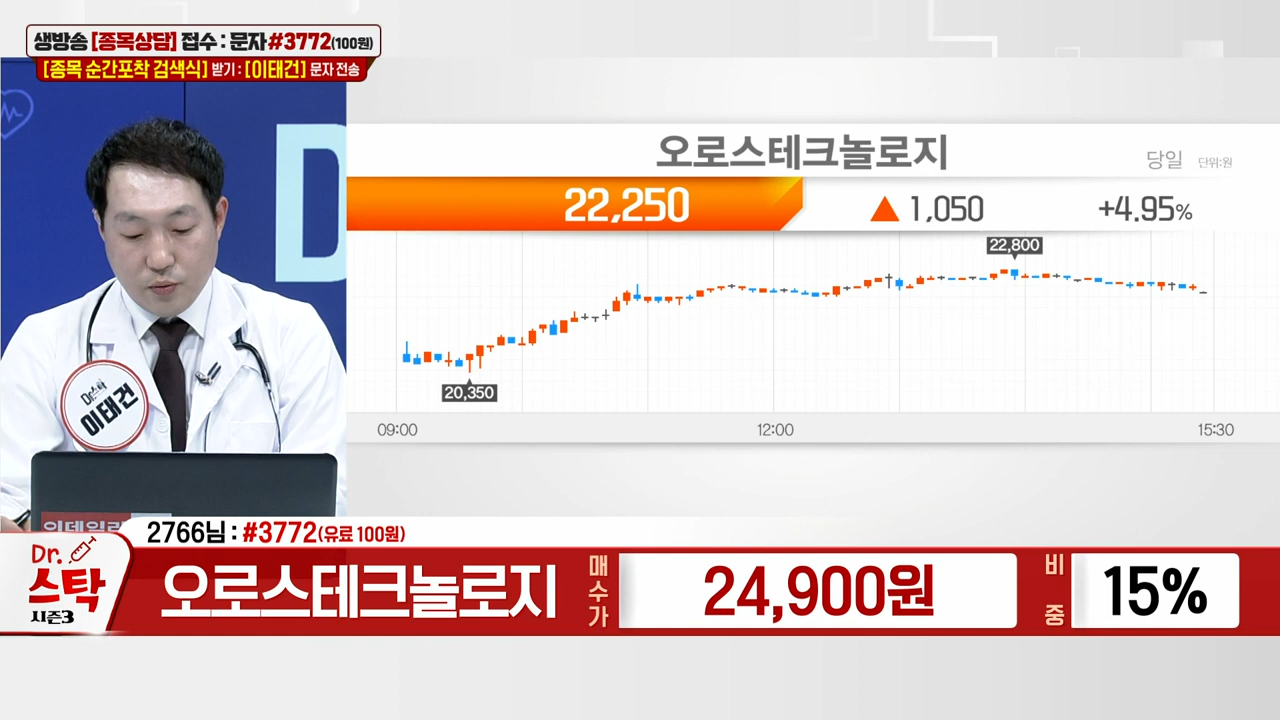 생방송 [종목상담] 접수 : 문자#3772(100원)
[종목 순간포착 검색식] 받기 : [이태건] 문자 전송
D
오로스테크놀로지
당일 단위:원
22,250 ▲ 1,050 +4.95%
22,800
20,350
09:00 12:00 15:30
Dr.스탁
이태건
이데일리
2766님 : #3772(유료 100원)
Dr.
스탁
시즌3
오로스테크놀로지 매수가 24,900원 비중 15%